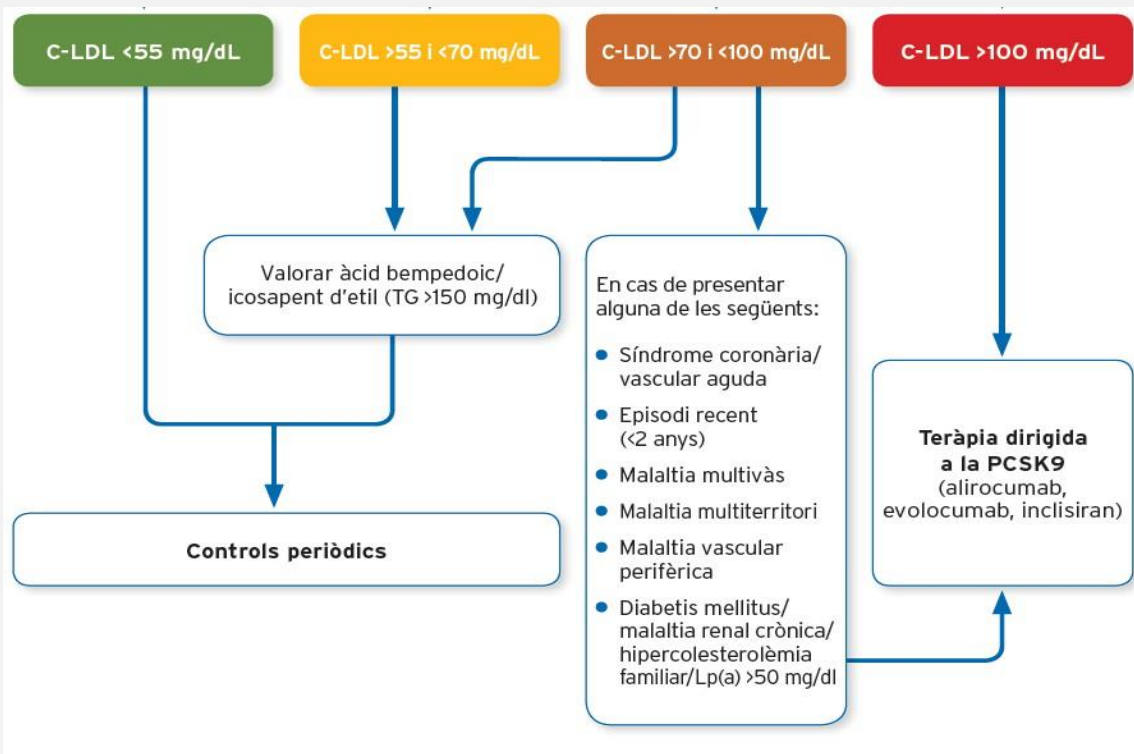 C-LDL <55 mg/dL
C-LDL >55 i <70 mg/dL
C-LDL >70 i <100 mg/dL
C-LDL >100 mg/dL
Valorar àcid bempedoic/
icosapent d'etil (TG >150 mg/dl)
En cas de presentar
alguna de les següents:
● Síndrome coronària/
vascular aguda
● Episodi recent
(<2 anys)
● Malaltia multivàs
● Malaltia multiterritori
● Malaltia vascular
perifèrica
● Diabetis mellitus/
malaltia renal crònica/
hipercolesterolèmia
familiar/Lp(a) >50 mg/dl
Teràpia dirigida
a la PCSK9
(alirocumab,
evolocumab, inclisiran)
Controls periòdics